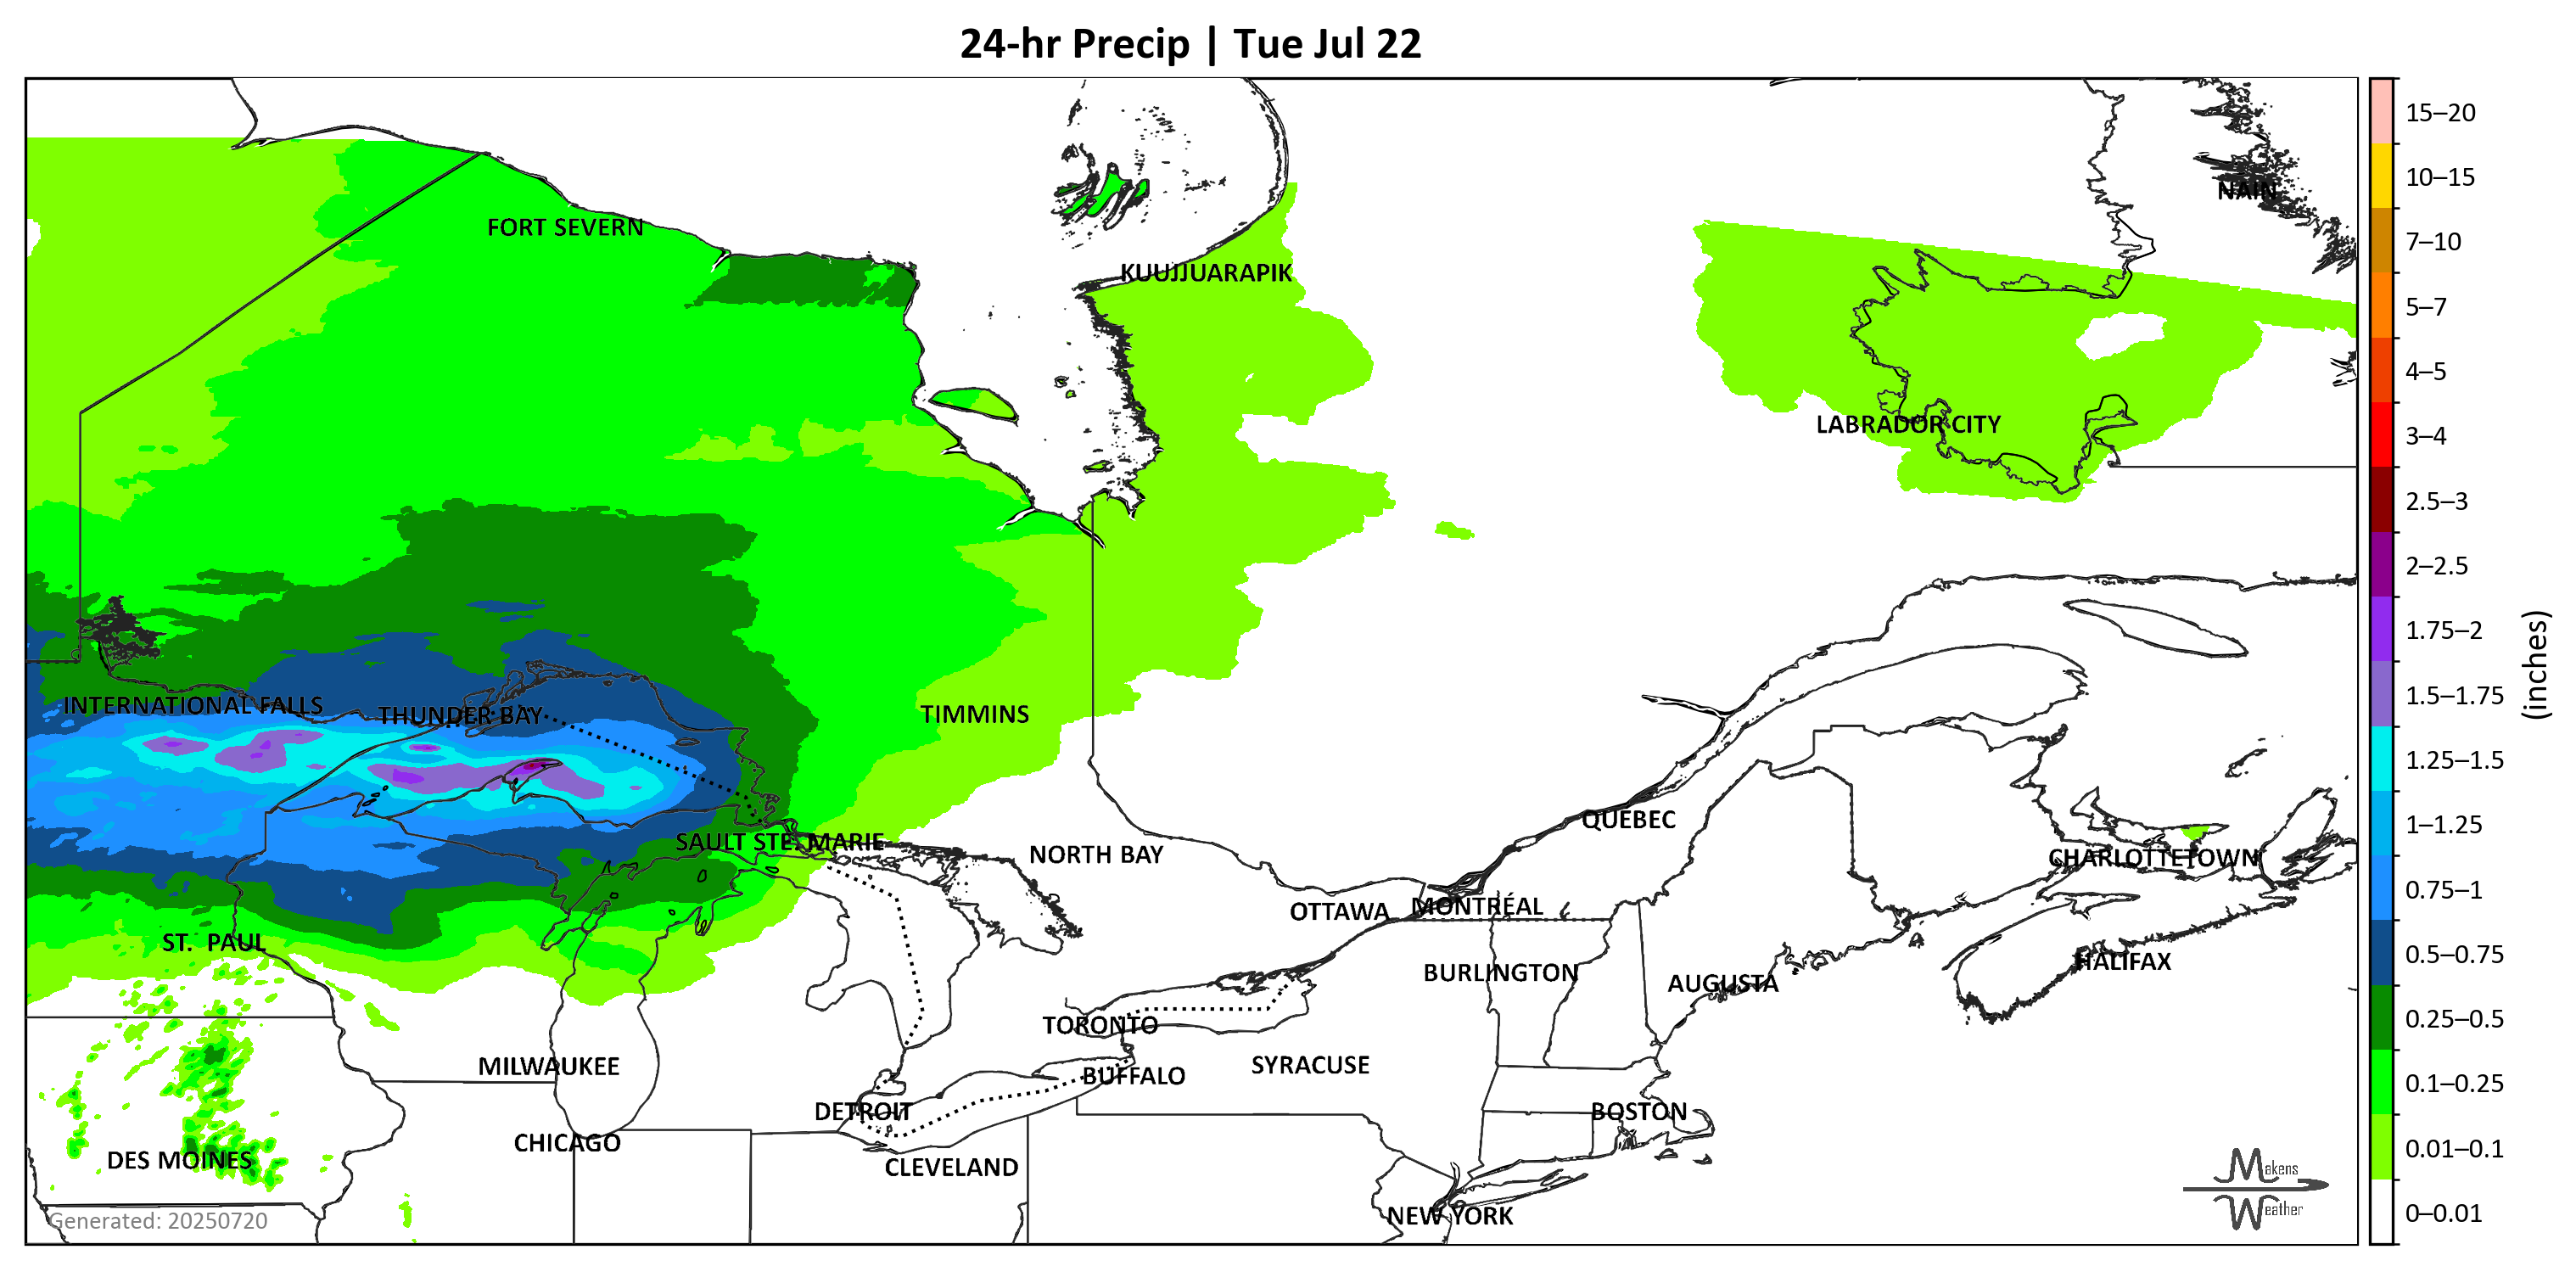 24-hr Precip | Tue Jul 22
15–20
10–15
NAIN
FORT SEVERN
7–10
KUUJJUARAPIK
5–7
4–5
LABRADOR CITY
3–4
2.5–3
2–2.5
1.75–2
(inches)
1.5–1.75
INTERNATIONAL FALLS
THUNDER BAY
TIMMINS
1.25–1.5
QUÉBEC
1–1.25
SAULT STE. MARIE
NORTH BAY
CHARLOTTETOWN
0.75–1
OTTAWA
MONTRÉAL
ST. PAUL
0.5–0.75
HALIFAX
BURLINGTON
AUGUSTA
0.25–0.5
TORONTO
MILWAUKEE
SYRACUSE
BUFFALO
0.1–0.25
DETROIT
BOSTON
CHICAGO
0.01–0.1
DES MOINES
CLEVELAND
Makens
Weather
NEW YORK
0–0.01
Generated: 20250720